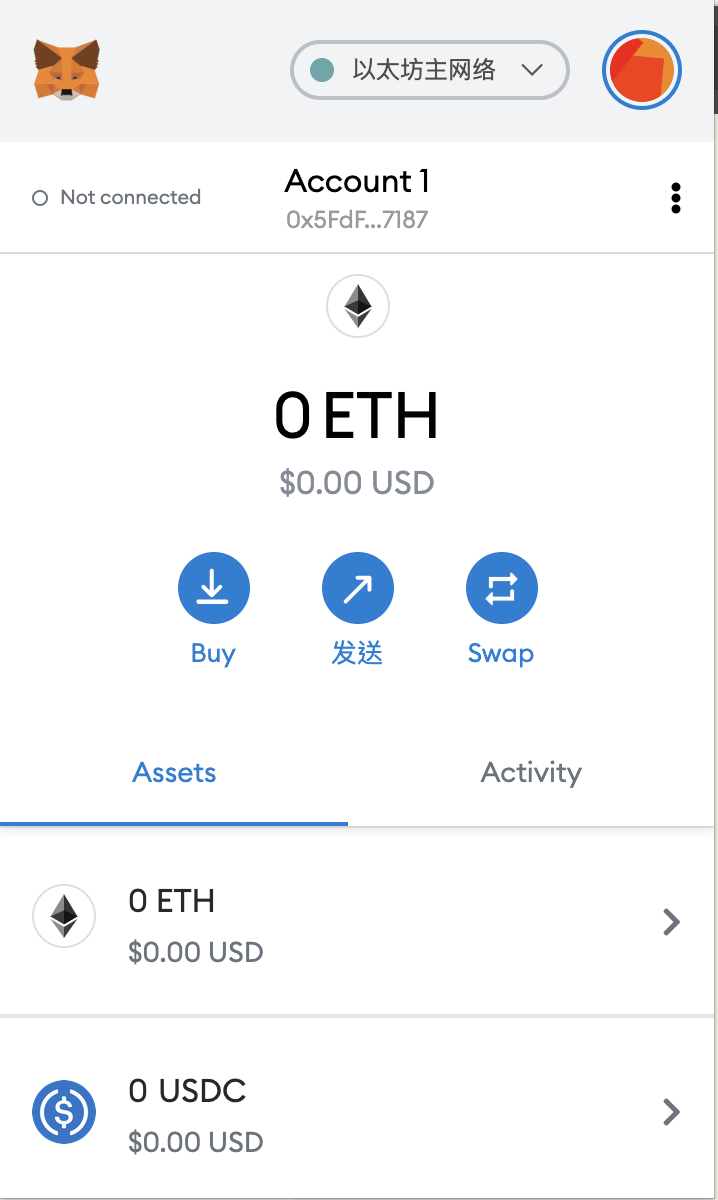 以太坊主网络
Not connected
Account 1
0x5FdF...7187
0 ETH
$0.00 USD
Buy
发送
Swap
Assets
Activity
0 ETH
$0.00 USD
0 USDC
$0.00 USD